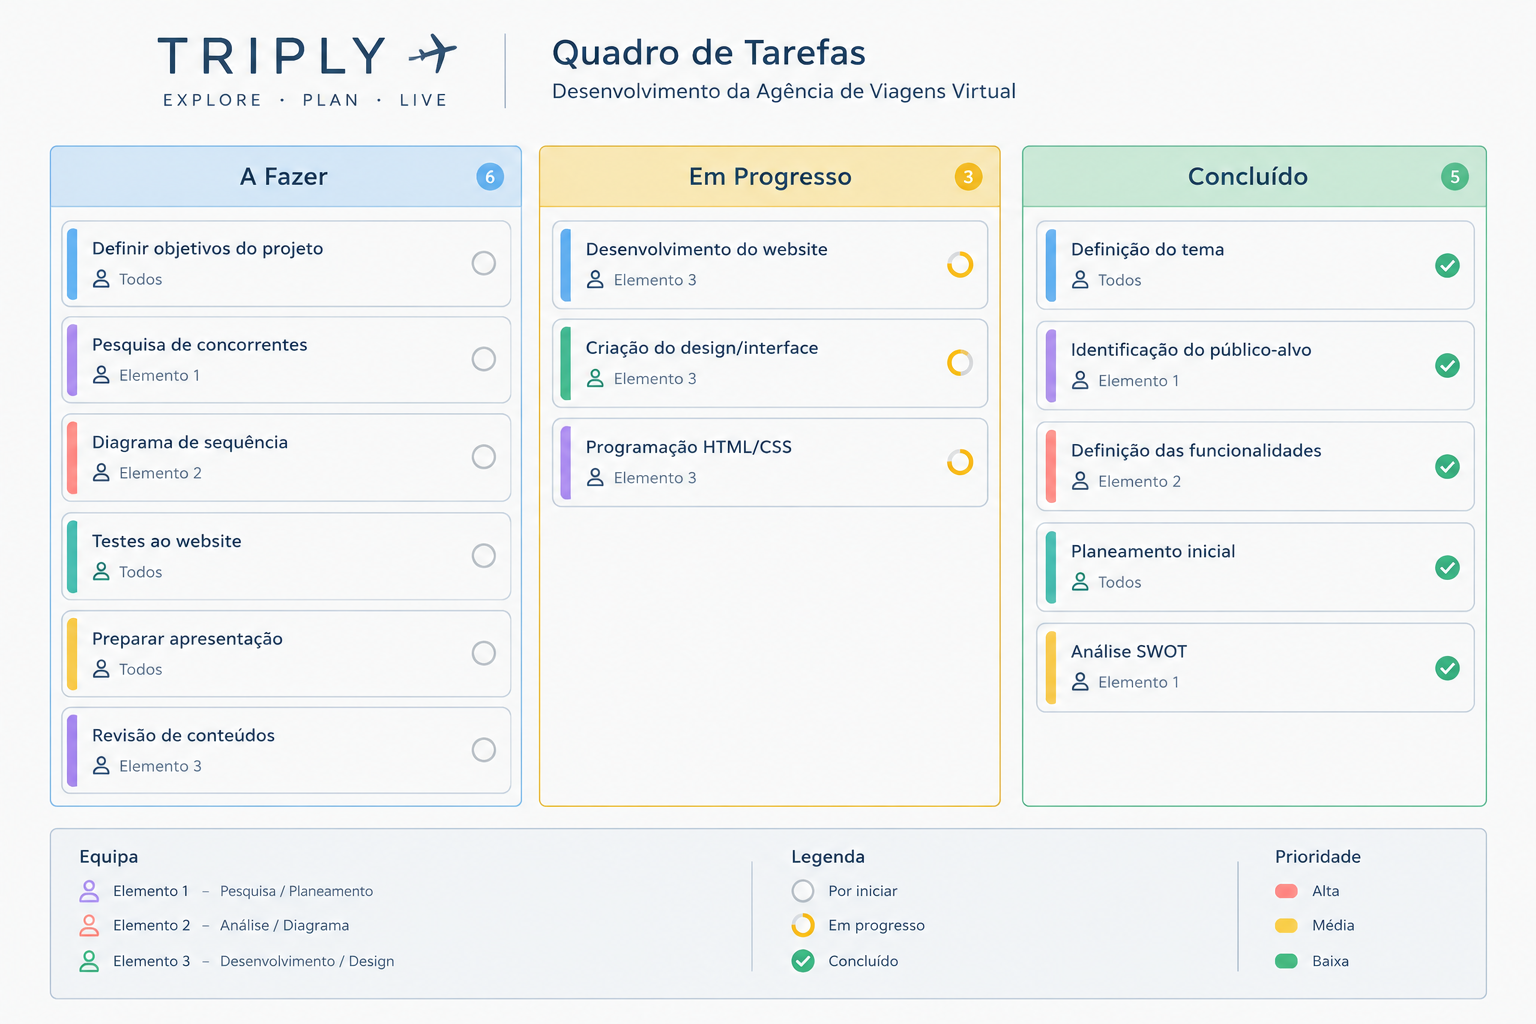 TRIPLY
EXPLORE · PLAN · LIVE
Quadro de Tarefas
Desenvolvimento da Agência de Viagens Virtual
A Fazer 6
Definir objetivos do projeto
Todos
Pesquisa de concorrentes
Elemento 1
Diagrama de sequência
Elemento 2
Testes ao website
Todos
Preparar apresentação
Todos
Revisão de conteúdos
Elemento 3
Em Progresso 3
Desenvolvimento do website
Elemento 3
Criação do design/interface
Elemento 3
Programação HTML/CSS
Elemento 3
Concluído 5
Definição do tema
Todos
Identificação do público-alvo
Elemento 1
Definição das funcionalidades
Elemento 2
Planeamento inicial
Todos
Análise SWOT
Elemento 1
Equipa
Elemento 1 – Pesquisa / Planeamento
Elemento 2 – Análise / Diagrama
Elemento 3 – Desenvolvimento / Design
Legenda
Por iniciar
Em progresso
Concluído
Prioridade
Alta
Média
Baixa